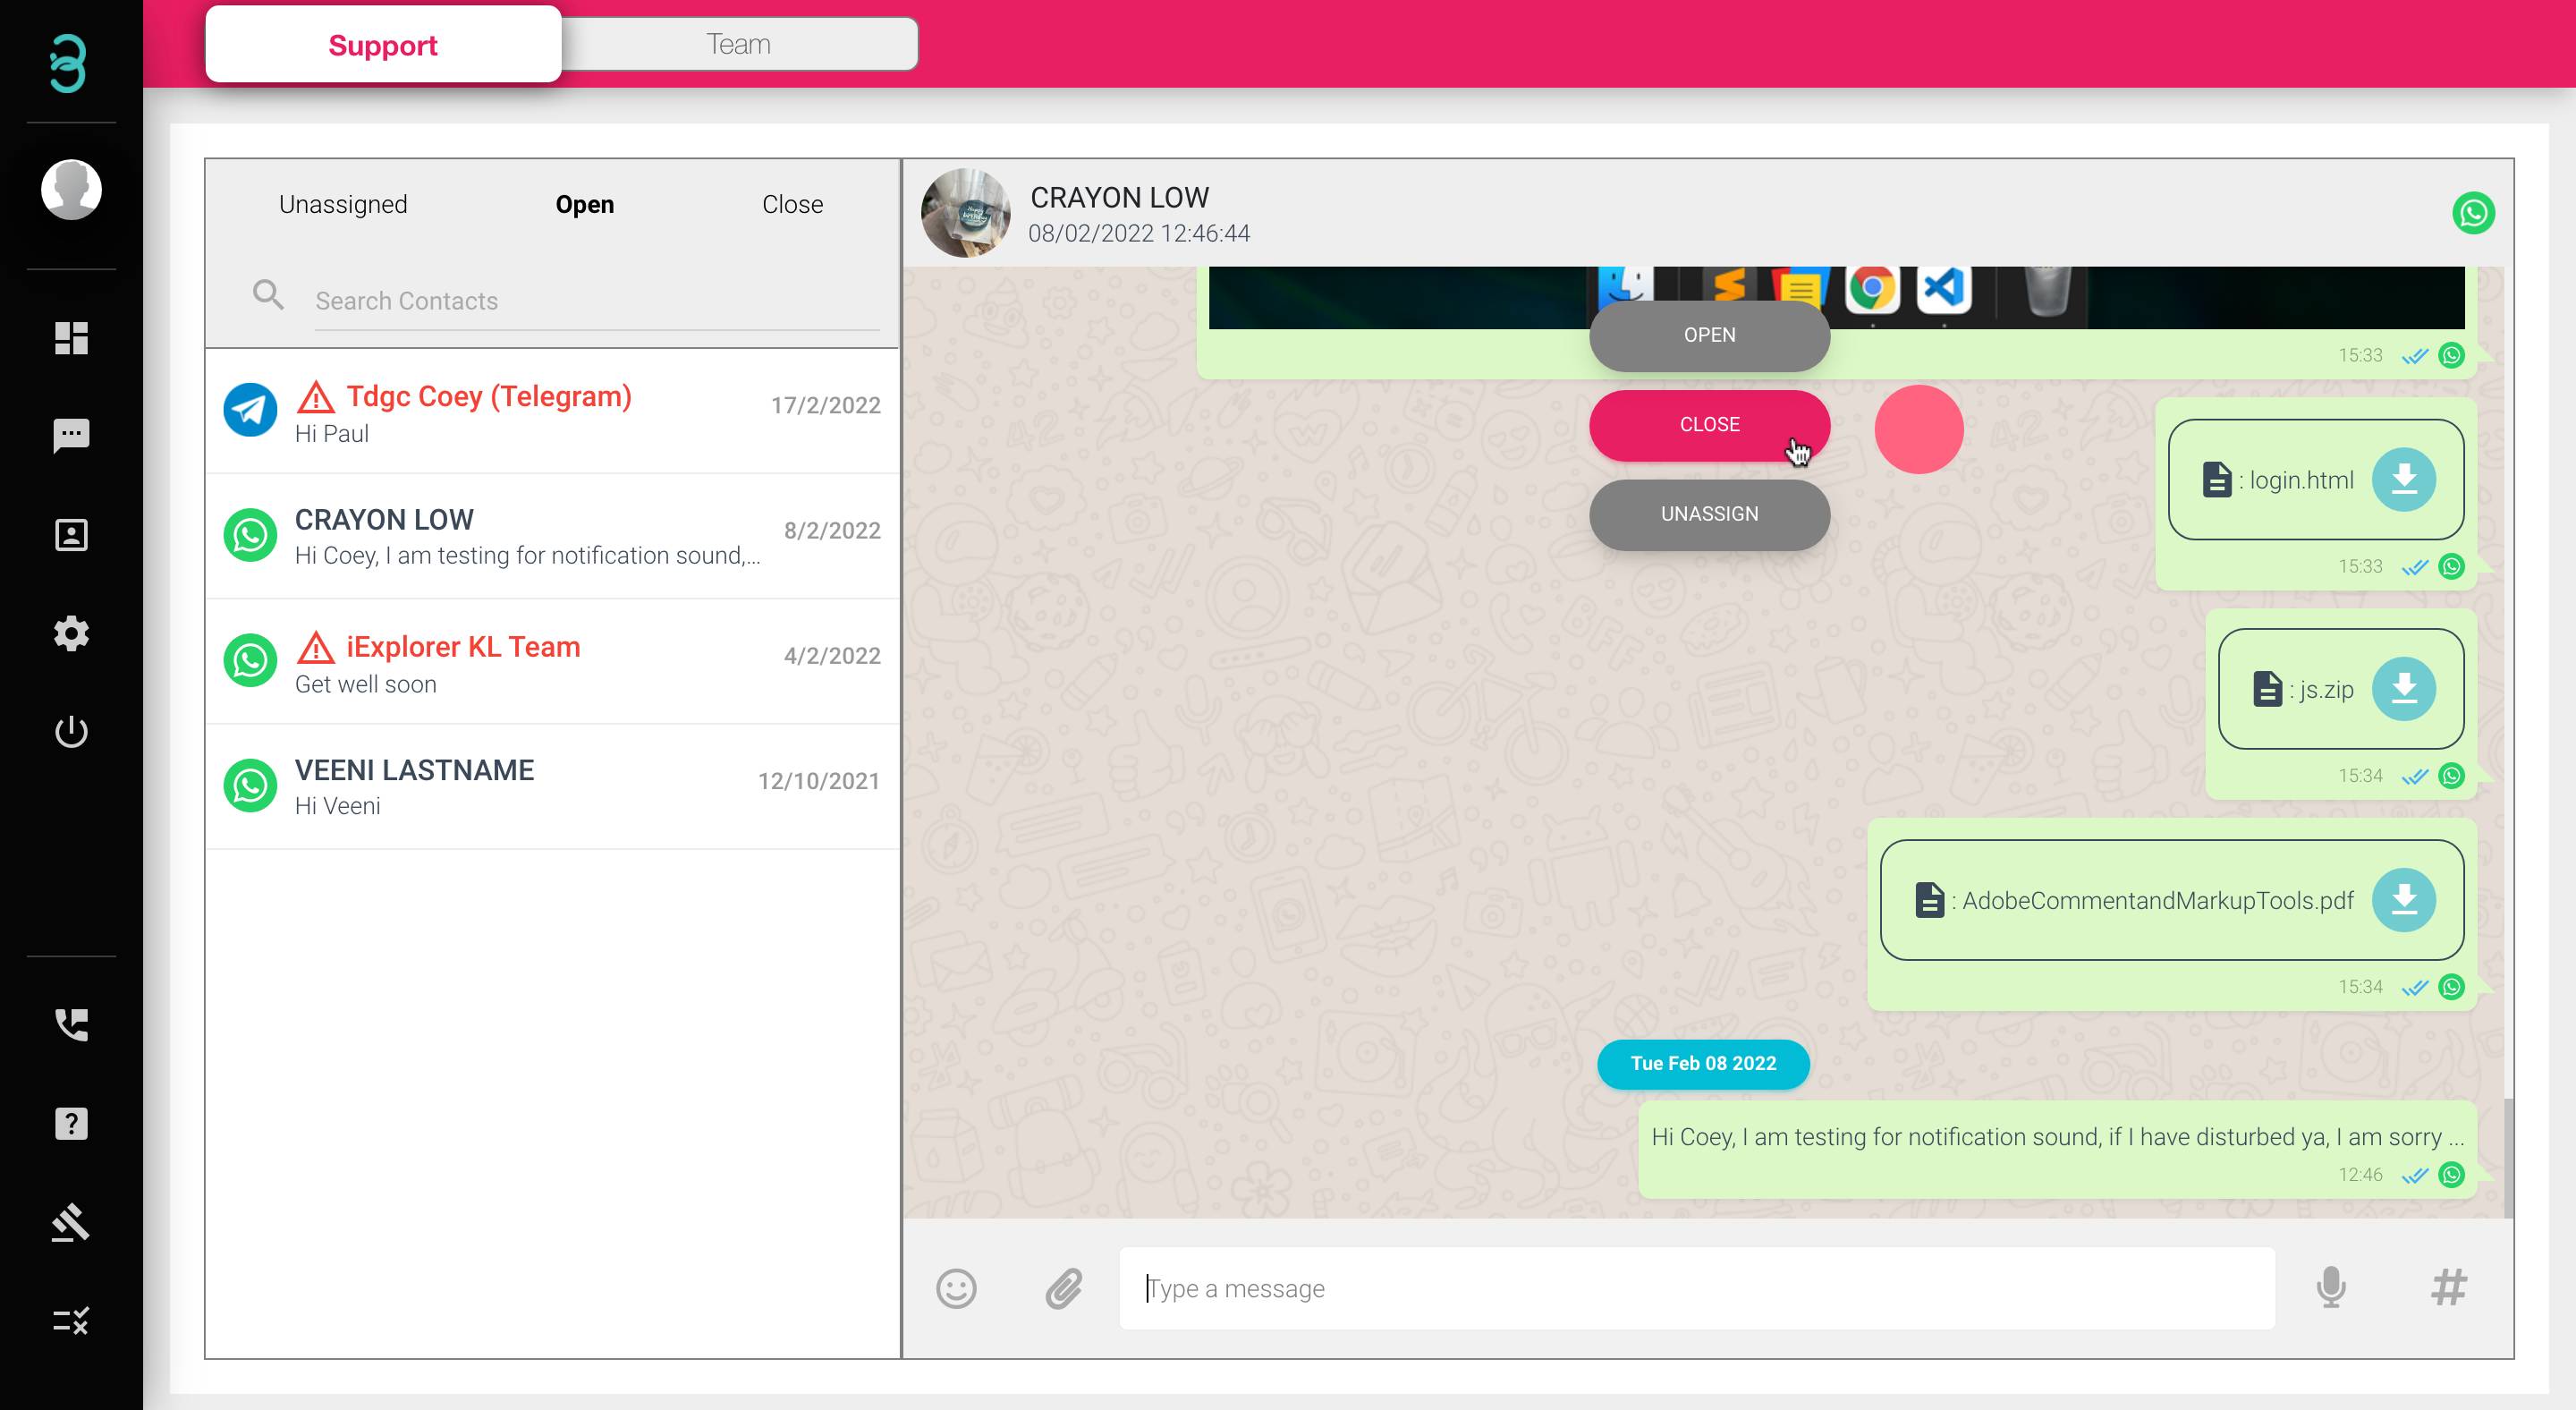 Support
Team
Unassigned
Open
Close
Search Contacts
Tdgc Coey (Telegram)
17/2/2022
Hi Paul
CRAYON LOW
8/2/2022
Hi Coey, I am testing for notification sound,...
iExplorer KL Team
4/2/2022
Get well soon
VEENI LASTNAME
12/10/2021
Hi Veeni
CRAYON LOW
08/02/2022 12:46:44
OPEN
15:33
CLOSE
: login.html
UNASSIGN
15:33
: js.zip
15:34
: AdobeCommentandMarkupTools.pdf
15:34
Tue Feb 08 2022
Hi Coey, I am testing for notification sound, if I have disturbed ya, I am sorry ...
12:46
Type a message